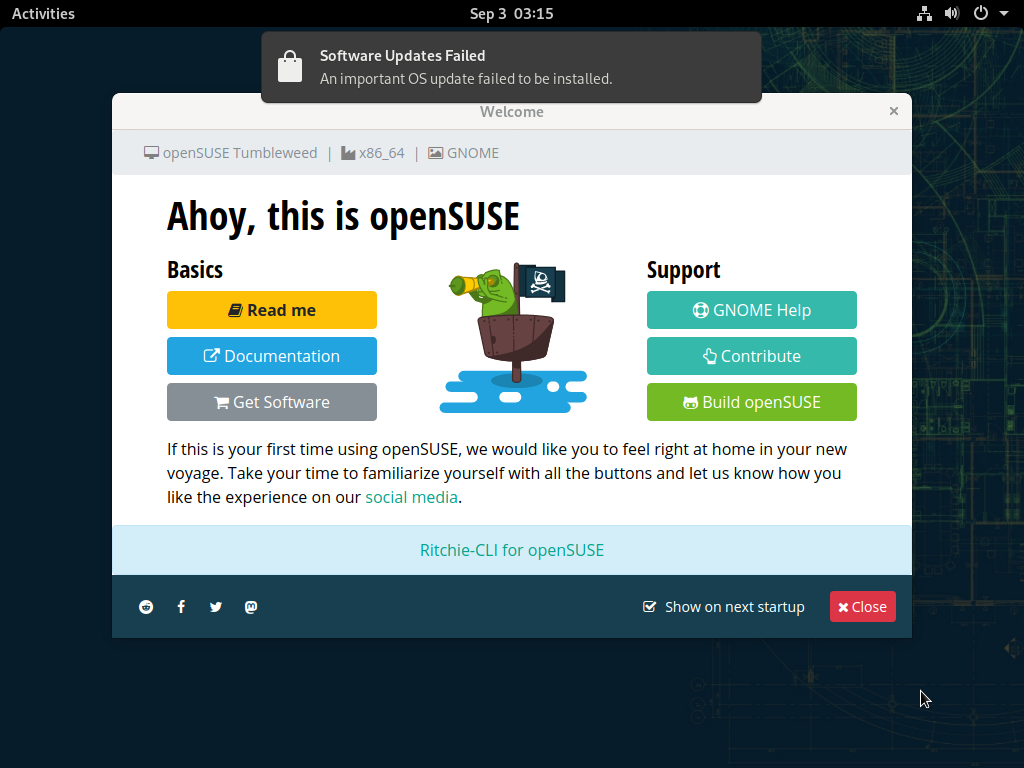 Activities
Sep 3 03:15
Software Updates Failed
An important OS update failed to be installed.
Welcome
openSUSE Tumbleweed | x86_64 | GNOME
Ahoy, this is openSUSE
Basics
Support
Read me
GNOME Help
Documentation
Contribute
Get Software
Build openSUSE
If this is your first time using openSUSE, we would like you to feel right at home in your new
voyage. Take your time to familiarize yourself with all the buttons and let us know how you
like the experience on our social media.
Ritchie-CLI for openSUSE
Show on next startup
Close